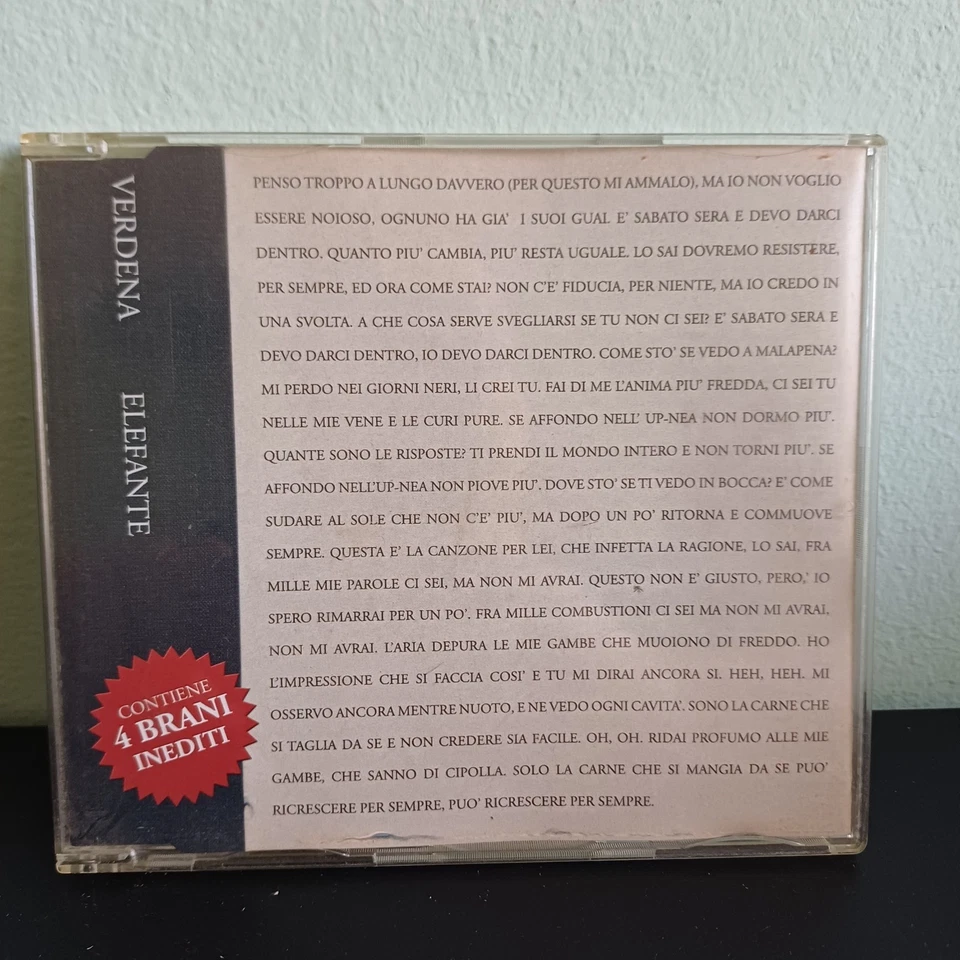 VERDENA ELEFANTE
CONTIENE
4 BRANI
INEDITI
PENSO TROPPO A LUNGO DAVVERO (PER QUESTO MI AMMALO), MA IO NON VOGLIO
ESSERE NOIOSO, OGNUNO HA GIA' I SUOI GUAI. E' SABATO SERA E DEVO DARCI
DENTRO. QUANTO PIU' CAMBIA, PIU' RESTA UGUALE. LO SAI DOVREMO RESISTERE,
PER SEMPRE, ED ORA COME STAI? NON C'E' FIDUCIA, PER NIENTE, MA IO CREDO IN
UNA SVOLTA. A CHE COSA SERVE SVEGLIARSI SE TU NON CI SEI? E' SABATO SERA E
DEVO DARCI DENTRO, IO DEVO DARCI DENTRO. COME STO' SE VEDO A MALAPENA?
MI PERDO NEI GIORNI NERI, LI CREI TU. FAI DI ME L'ANIMA PIU' FREDDA, CI SEI TU
NELLE MIE VENE E LE CURI PURE. SE AFFONDO NELL' UP-NEA NON DORMO PIU'.
QUANTE SONO LE RISPOSTE? TI PRENDI IL MONDO INTERO E NON TORNI PIU'. SE
AFFONDO NELL'UP-NEA NON PIOVE PIU'. DOVE STO' SE TI VEDO IN BOCCA? E' COME
SUDARE AL SOLE CHE NON C'E' PIU', MA DOPO UN PO' RITORNA E COMMUOVE
SEMPRE. QUESTA E' LA CANZONE PER LEI, CHE INFETTA LA RAGIONE, LO SAI, FRA
MILLE MIE PAROLE CI SEI, MA NON MI AVRAI. QUESTO NON E' GIUSTO, PERO,' IO
SPERO RIMARRAI PER UN PO'. FRA MILLE COMBUSTIONI CI SEI MA NON MI AVRAI,
NON MI AVRAI. L'ARIA DEPURA LE MIE GAMBE CHE MUOIONO DI FREDDO. HO
L'IMPRESSIONE CHE SI FACCIA COSI' E TU MI DIRAI ANCORA SI. HEH, HEH. MI
OSSERVO ANCORA MENTRE NUOTO, E NE VEDO OGNI CAVITA'. SONO LA CARNE CHE
SI TAGLIA DA SE E NON CREDERE SIA FACILE. OH, OH. RIDAI PROFUMO ALLE MIE
GAMBE, CHE SANNO DI CIPOLLA. SOLO LA CARNE CHE SI MANGIA DA SE PUO'
RICRESCERE PER SEMPRE, PUO' RICRESCERE PER SEMPRE.